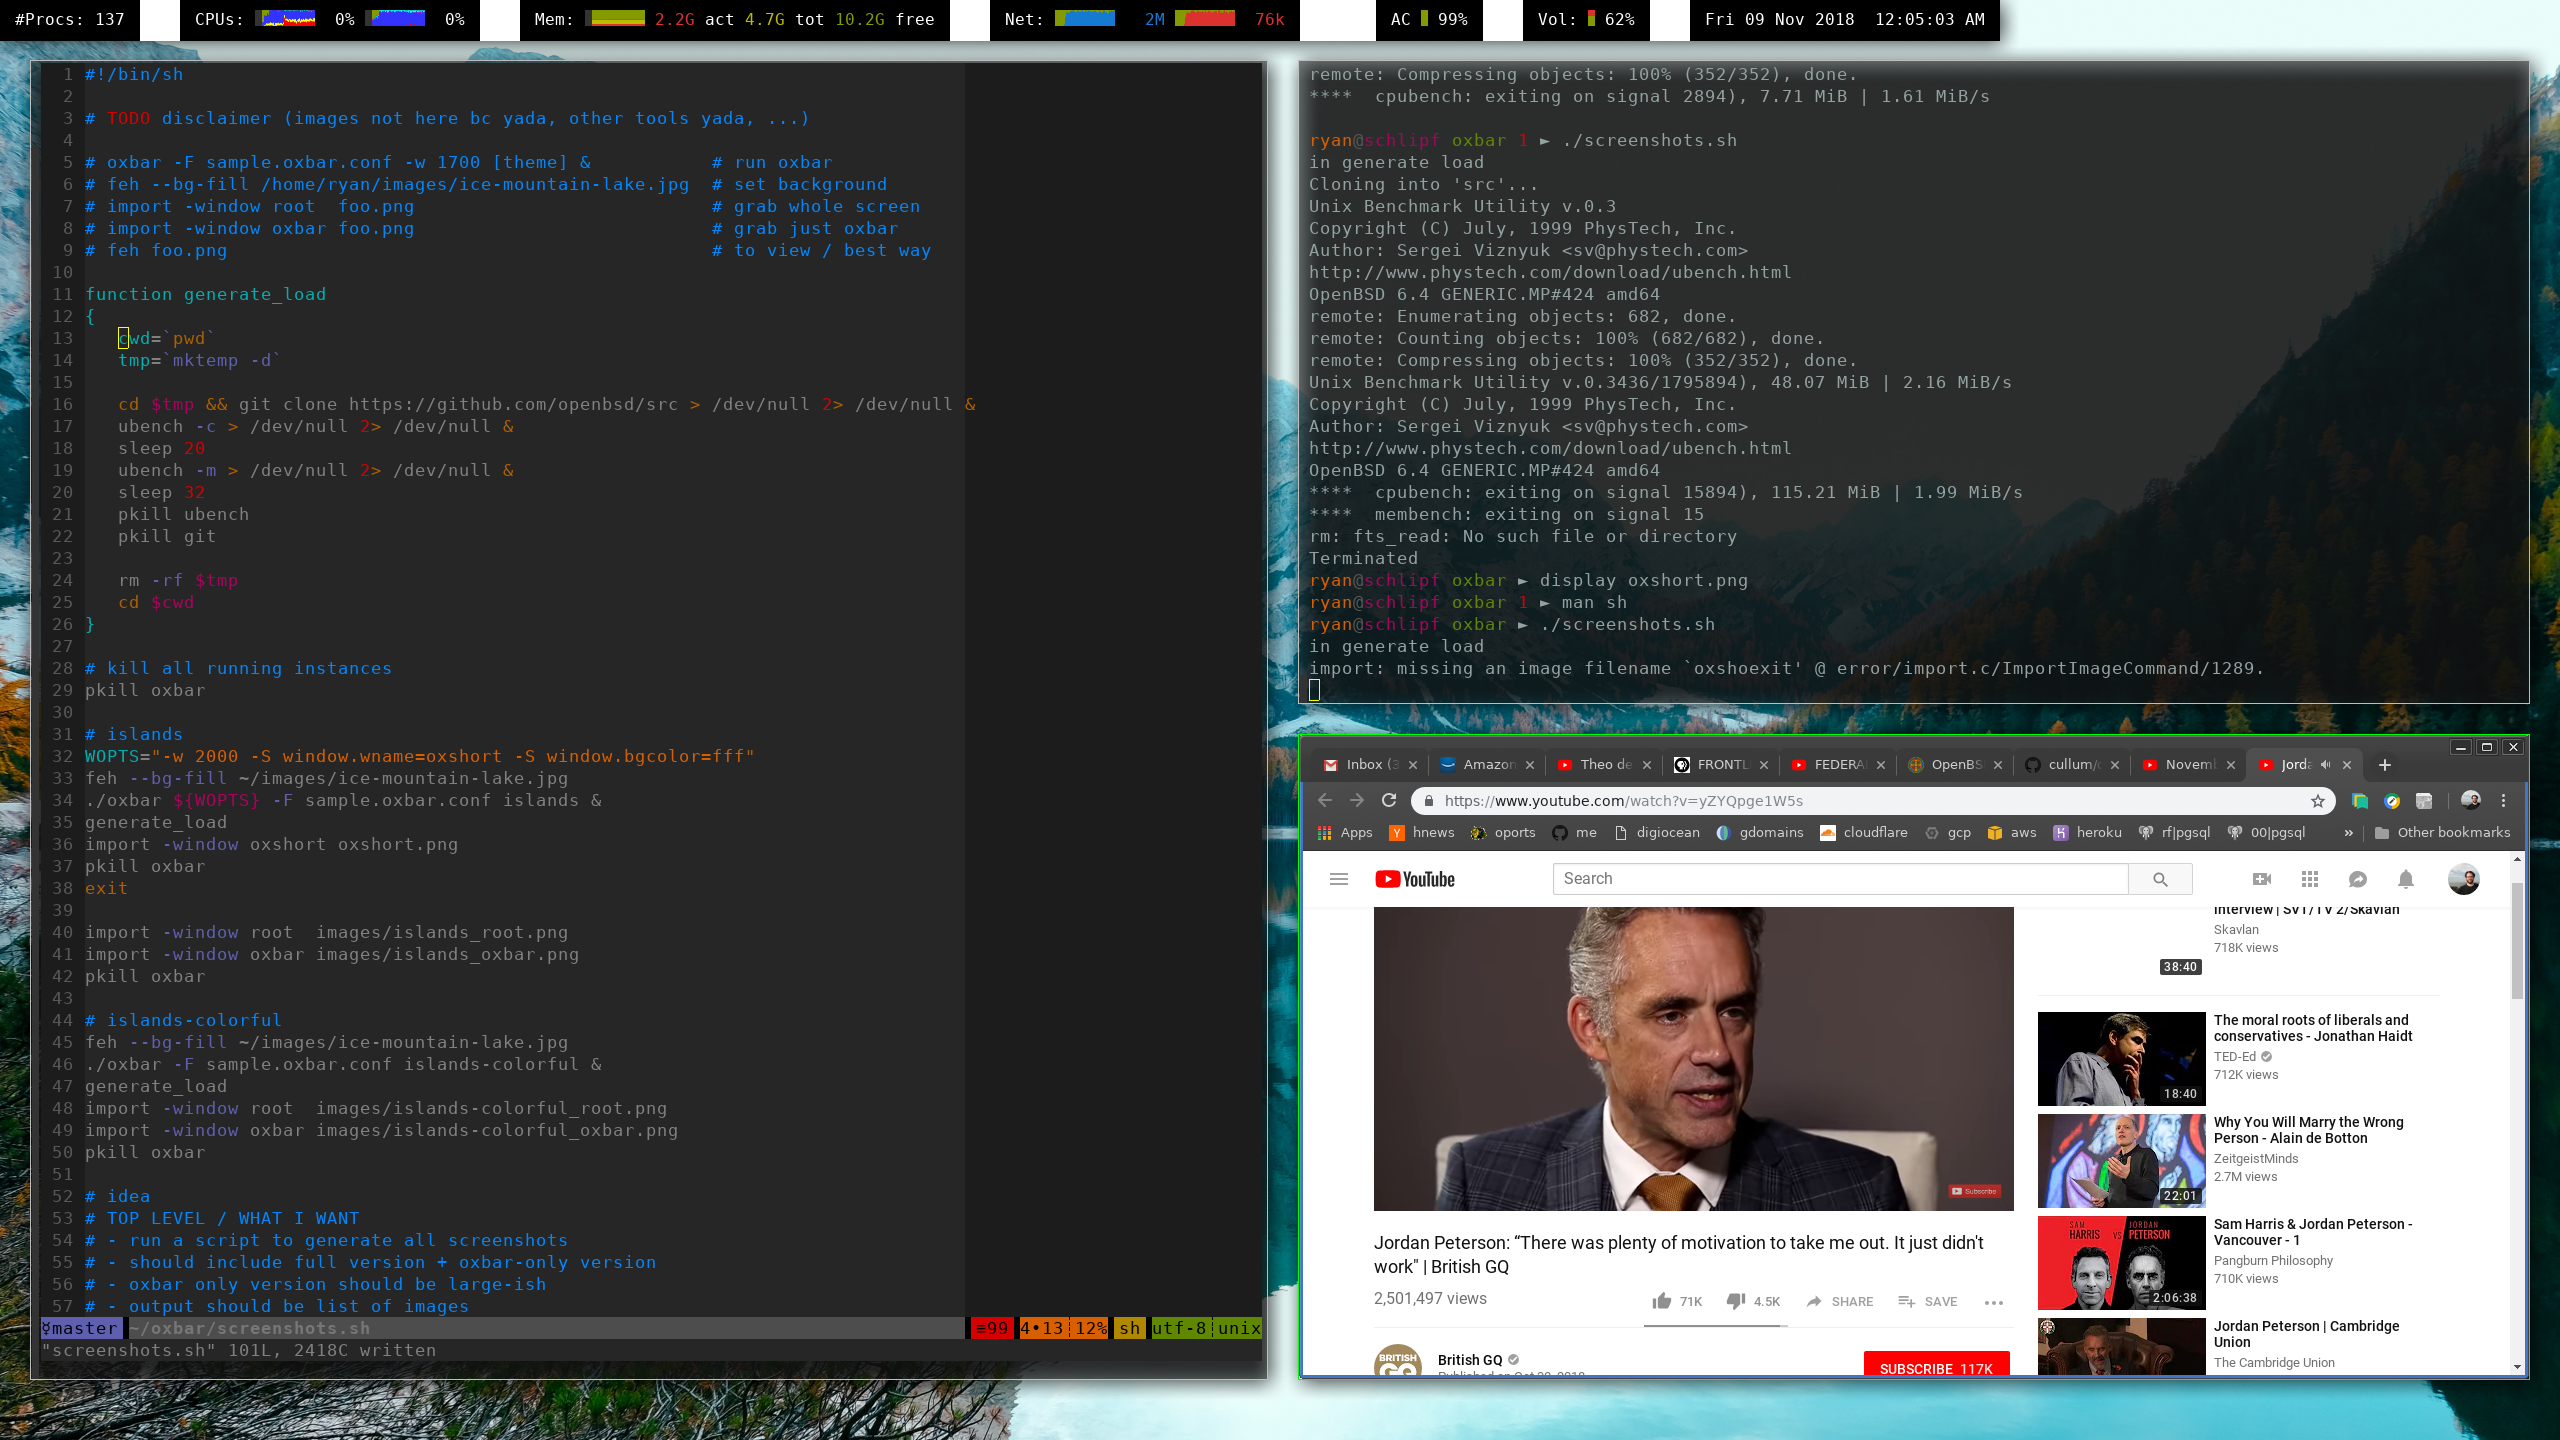 #Procs: 137
CPUs: 0% 0%
Mem: 2.2G act 4.7G tot 10.2G free
Net: 2M 76k
AC 99%
Vol: 62%
Fri 09 Nov 2018 12:05:03 AM
1 #!/bin/sh
2
3 # TODO disclaimer (images not here bc yada, other tools yada, ...)
4
5 # oxbar -F sample.oxbar.conf -w 1700 [theme] & # run oxbar
6 # feh --bg-fill /home/ryan/images/ice-mountain-lake.jpg # set background
7 # import -window root foo.png # grab whole screen
8 # import -window oxbar foo.png # grab just oxbar
9 # feh foo.png # to view / best way
10
11 function generate_load
12 {
13 cwd=`pwd`
14 tmp=`mktemp -d`
15
16 cd $tmp && git clone https://github.com/openbsd/src > /dev/null 2> /dev/null &
17 ubench -c > /dev/null 2> /dev/null &
18 sleep 20
19 ubench -m > /dev/null 2> /dev/null &
20 sleep 32
21 pkill ubench
22 pkill git
23
24 rm -rf $tmp
25 cd $cwd
26 }
27
28 # kill all running instances
29 pkill oxbar
30
31 # islands
32 WOPTS="-w 2000 -S window.wname=oxshort -S window.bgcolor=fff"
33 feh --bg-fill ~/images/ice-mountain-lake.jpg
34 ./oxbar ${WOPTS} -F sample.oxbar.conf islands &
35 generate_load
36 import -window oxshort oxshort.png
37 pkill oxbar
38 exit
39
40 import -window root images/islands_root.png
41 import -window oxbar images/islands_oxbar.png
42 pkill oxbar
43
44 # islands-colorful
45 feh --bg-fill ~/images/ice-mountain-lake.jpg
46 ./oxbar -F sample.oxbar.conf islands-colorful &
47 generate_load
48 import -window root images/islands-colorful_root.png
49 import -window oxbar images/islands-colorful_oxbar.png
50 pkill oxbar
51
52 # idea
53 # TOP LEVEL / WHAT I WANT
54 # - run a script to generate all screenshots
55 # - should include full version + oxbar-only version
56 # - oxbar only version should be large-ish
57 # - output should be list of images
☿master ~/oxbar/screenshots.sh ≡99 4•13 12% sh utf-8 unix
"screenshots.sh" 101L, 2418C written
remote: Compressing objects: 100% (352/352), done.
**** cpubench: exiting on signal 2894), 7.71 MiB | 1.61 MiB/s
ryan@schlipf oxbar 1 ► ./screenshots.sh
in generate load
Cloning into 'src'...
Unix Benchmark Utility v.0.3
Copyright (C) July, 1999 PhysTech, Inc.
Author: Sergei Viznyuk <sv@phystech.com>
http://www.phystech.com/download/ubench.html
OpenBSD 6.4 GENERIC.MP#424 amd64
remote: Enumerating objects: 682, done.
remote: Counting objects: 100% (682/682), done.
remote: Compressing objects: 100% (352/352), done.
Unix Benchmark Utility v.0.3436/1795894), 48.07 MiB | 2.16 MiB/s
Copyright (C) July, 1999 PhysTech, Inc.
Author: Sergei Viznyuk <sv@phystech.com>
http://www.phystech.com/download/ubench.html
OpenBSD 6.4 GENERIC.MP#424 amd64
**** cpubench: exiting on signal 15894), 115.21 MiB | 1.99 MiB/s
**** membench: exiting on signal 15
rm: fts_read: No such file or directory
Terminated
ryan@schlipf oxbar ► display oxshort.png
ryan@schlipf oxbar 1 ► man sh
ryan@schlipf oxbar ► ./screenshots.sh
in generate load
import: missing an image filename `oxshoexit' @ error/import.c/ImportImageCommand/1289.
Inbox (3 Amazon Theo de FRONTL FEDERA OpenBS cullum/ Novemb Jorda
https://www.youtube.com/watch?v=yZYQpge1W5s
Apps hnews oports me digiocean gdomains cloudflare gcp aws heroku rf|pgsql 00|pgsql » Other bookmarks
YouTube
Search
Interview | SVT/TV 2/Skavlan
Skavlan
718K views
38:40
The moral roots of liberals and
conservatives - Jonathan Haidt
TED-Ed
712K views
18:40
Why You Will Marry the Wrong
Person - Alain de Botton
ZeitgeistMinds
2.7M views
22:01
SAM HARRIS VS JORDAN PETERSON
Sam Harris & Jordan Peterson -
Vancouver - 1
Pangburn Philosophy
710K views
2:06:38
Jordan Peterson | Cambridge
Union
The Cambridge Union
Subscribe
Jordan Peterson: “There was plenty of motivation to take me out. It just didn't
work" | British GQ
2,501,497 views
71K 4.5K SHARE SAVE
BRITISH GQ
British GQ
SUBSCRIBE 117K